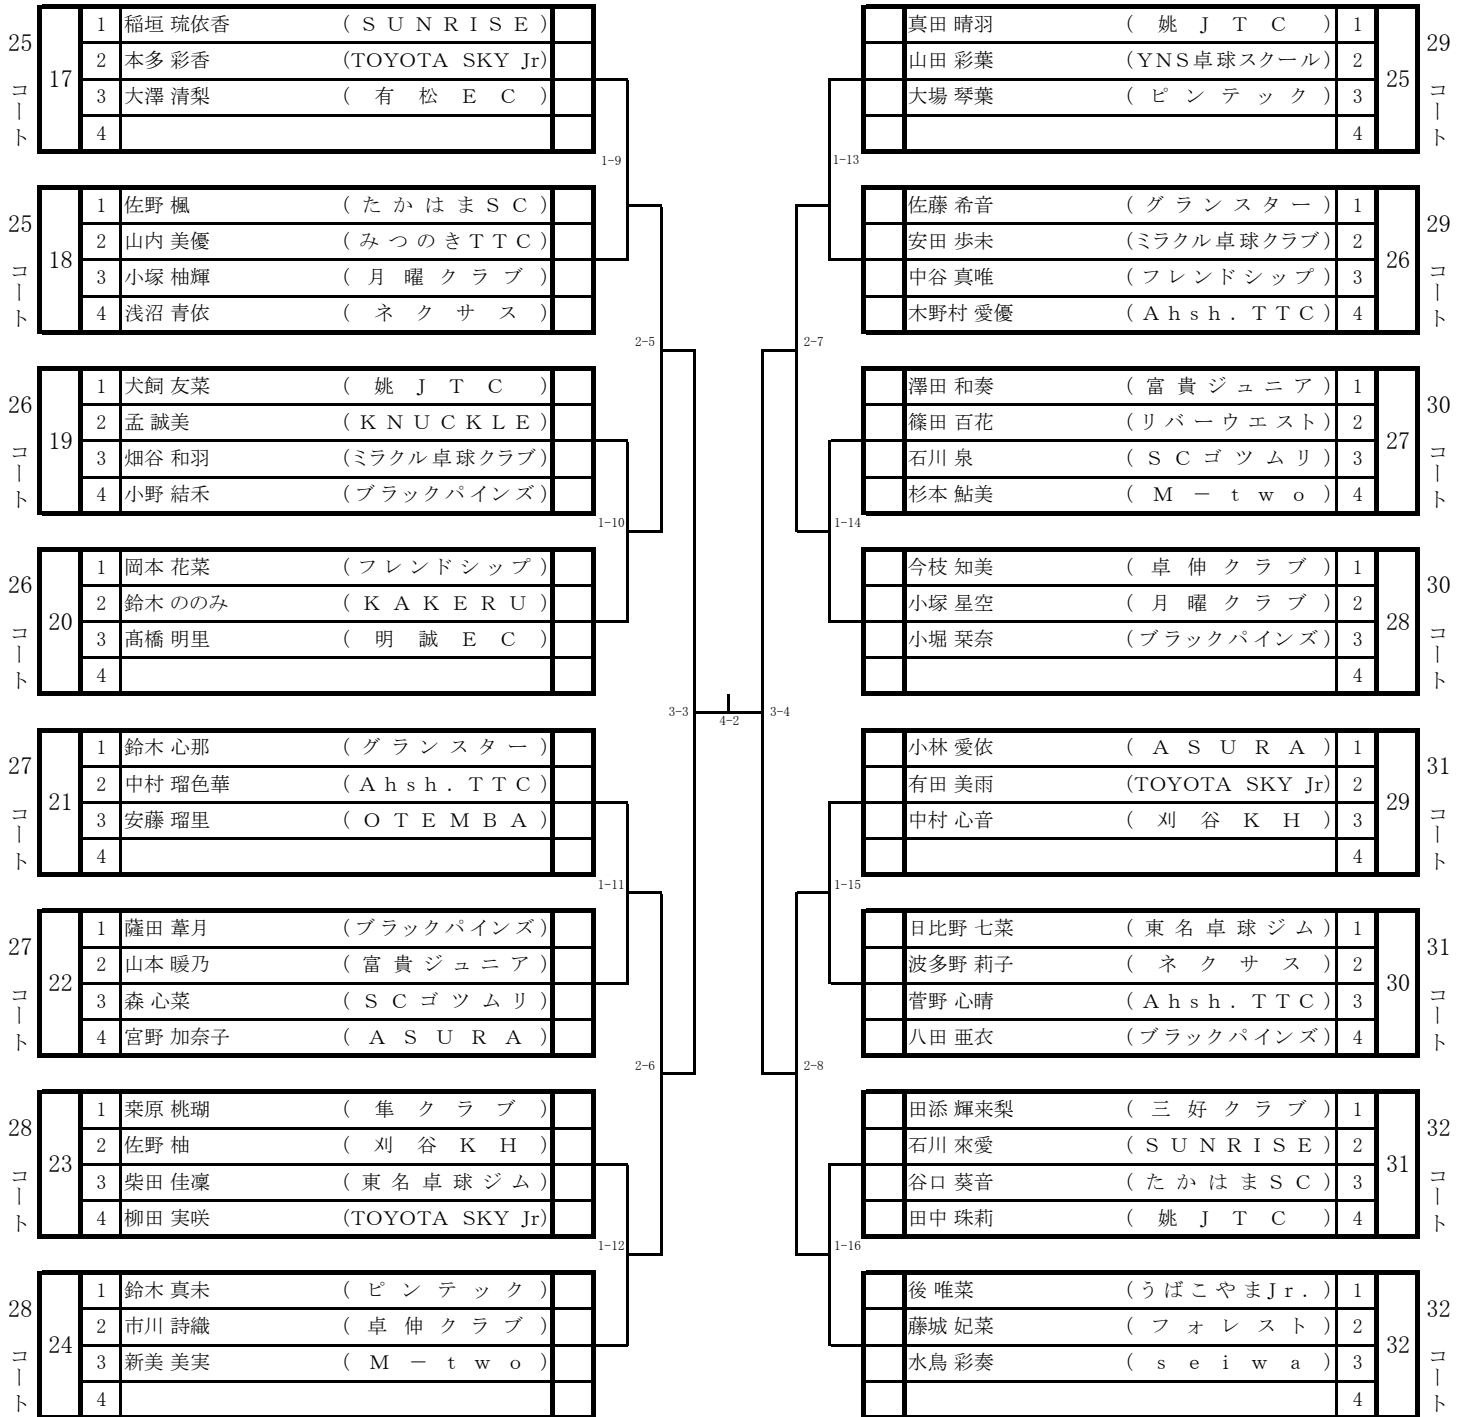 25 コート
17
1 稲垣 琉依香 (SUNRISE)
2 本多 彩香 (TOYOTA SKY Jr)
3 大澤 清梨 (有松EC)
4
1-9
25 コート
18
1 佐野 楓 (たかはまSC)
2 山内 美優 (みつのきTTC)
3 小塚 柚輝 (月曜クラブ)
4 浅沼 青依 (ネクサス)
2-5
26 コート
19
1 犬飼 友菜 (姚JTC)
2 孟 誠美 (KNUCKLE)
3 畑谷 和羽 (ミラクル卓球クラブ)
4 小野 結禾 (ブラックパインズ)
1-10
26 コート
20
1 岡本 花菜 (フレンドシップ)
2 鈴木 ののみ (KAKERU)
3 髙橋 明里 (明誠EC)
4
3-3
27 コート
21
1 鈴木 心那 (グランスター)
2 中村 瑠色華 (Ahsh.TTC)
3 安藤 瑠里 (OTEMBA)
4
1-11
27 コート
22
1 薩田 葦月 (ブラックパインズ)
2 山本 暖乃 (富貴ジュニア)
3 森 心菜 (SCゴツムリ)
4 宮野 加奈子 (ASURA)
2-6
28 コート
23
1 桒原 桃瑚 (隼クラブ)
2 佐野 柚 (刈谷KH)
3 柴田 佳凜 (東名卓球ジム)
4 柳田 実咲 (TOYOTA SKY Jr)
1-12
28 コート
24
1 鈴木 真未 (ピンテック)
2 市川 詩織 (卓伸クラブ)
3 新美 美実 (M-two)
4
4-2
真田 晴羽 (姚JTC) 1
山田 彩葉 (YNS卓球スクール) 2
大場 琴葉 (ピンテック) 3
4
25
29 コート
1-13
佐藤 希音 (グランスター) 1
安田 歩未 (ミラクル卓球クラブ) 2
中谷 真唯 (フレンドシップ) 3
木野村 愛優 (Ahsh.TTC) 4
26
29 コート
2-7
澤田 和奏 (富貴ジュニア) 1
篠田 百花 (リバーウエスト) 2
石川 泉 (SCゴツムリ) 3
杉本 鮎美 (M-two) 4
27
30 コート
1-14
今枝 知美 (卓伸クラブ) 1
小塚 星空 (月曜クラブ) 2
小堀 栞奈 (ブラックパインズ) 3
4
28
30 コート
3-4
小林 愛依 (ASURA) 1
有田 美雨 (TOYOTA SKY Jr) 2
中村 心音 (刈谷KH) 3
4
29
31 コート
1-15
日比野 七菜 (東名卓球ジム) 1
波多野 莉子 (ネクサス) 2
菅野 心晴 (Ahsh.TTC) 3
八田 亜衣 (ブラックパインズ) 4
30
31 コート
2-8
田添 輝来梨 (三好クラブ) 1
石川 來愛 (SUNRISE) 2
谷口 葵音 (たかはまSC) 3
田中 珠莉 (姚JTC) 4
31
32 コート
1-16
後 唯菜 (うばこやまJr.) 1
藤城 妃菜 (フォレスト) 2
水鳥 彩奏 (seiwa) 3
4
32
32 コート